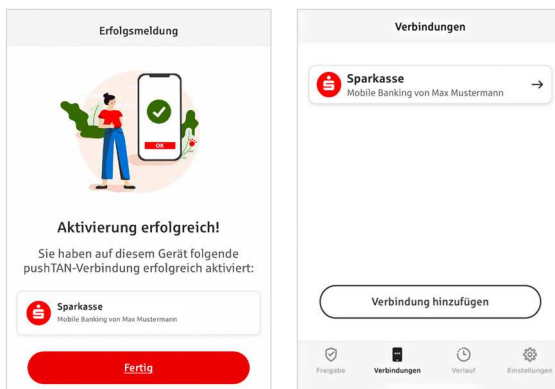 Erfolgsmeldung
OK
Aktivierung erfolgreich!
Sie haben auf diesem Gerät folgende
pushTAN-Verbindung erfolgreich aktiviert:
Sparkasse
Mobile Banking von Max Mustermann
Fertig
Verbindungen
Sparkasse
Mobile Banking von Max Mustermann
Verbindung hinzufügen
Freigabe
Verbindungen
Verlauf
Einstellungen